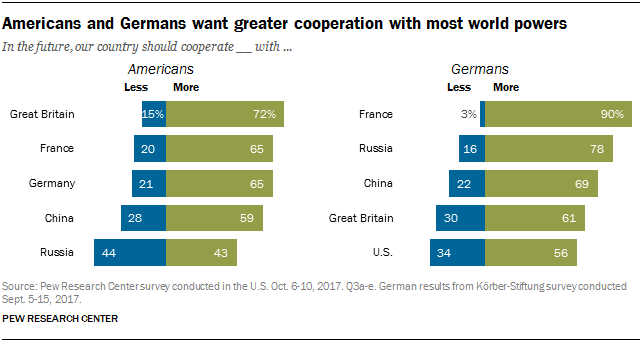 Americans and Germans want greater cooperation with most world powers
In the future, our country should cooperate __ with ...
Americans
Less More
Great Britain 15% 72%
France 20 65
Germany 21 65
China 28 59
Russia 44 43
Germans
Less More
France 3% 90%
Russia 16 78
China 22 69
Great Britain 30 61
U.S. 34 56
Source: Pew Research Center survey conducted in the U.S. Oct. 6-10, 2017. Q3a-e. German results from Körber-Stiftung survey conducted
Sept. 5-15, 2017.
PEW RESEARCH CENTER